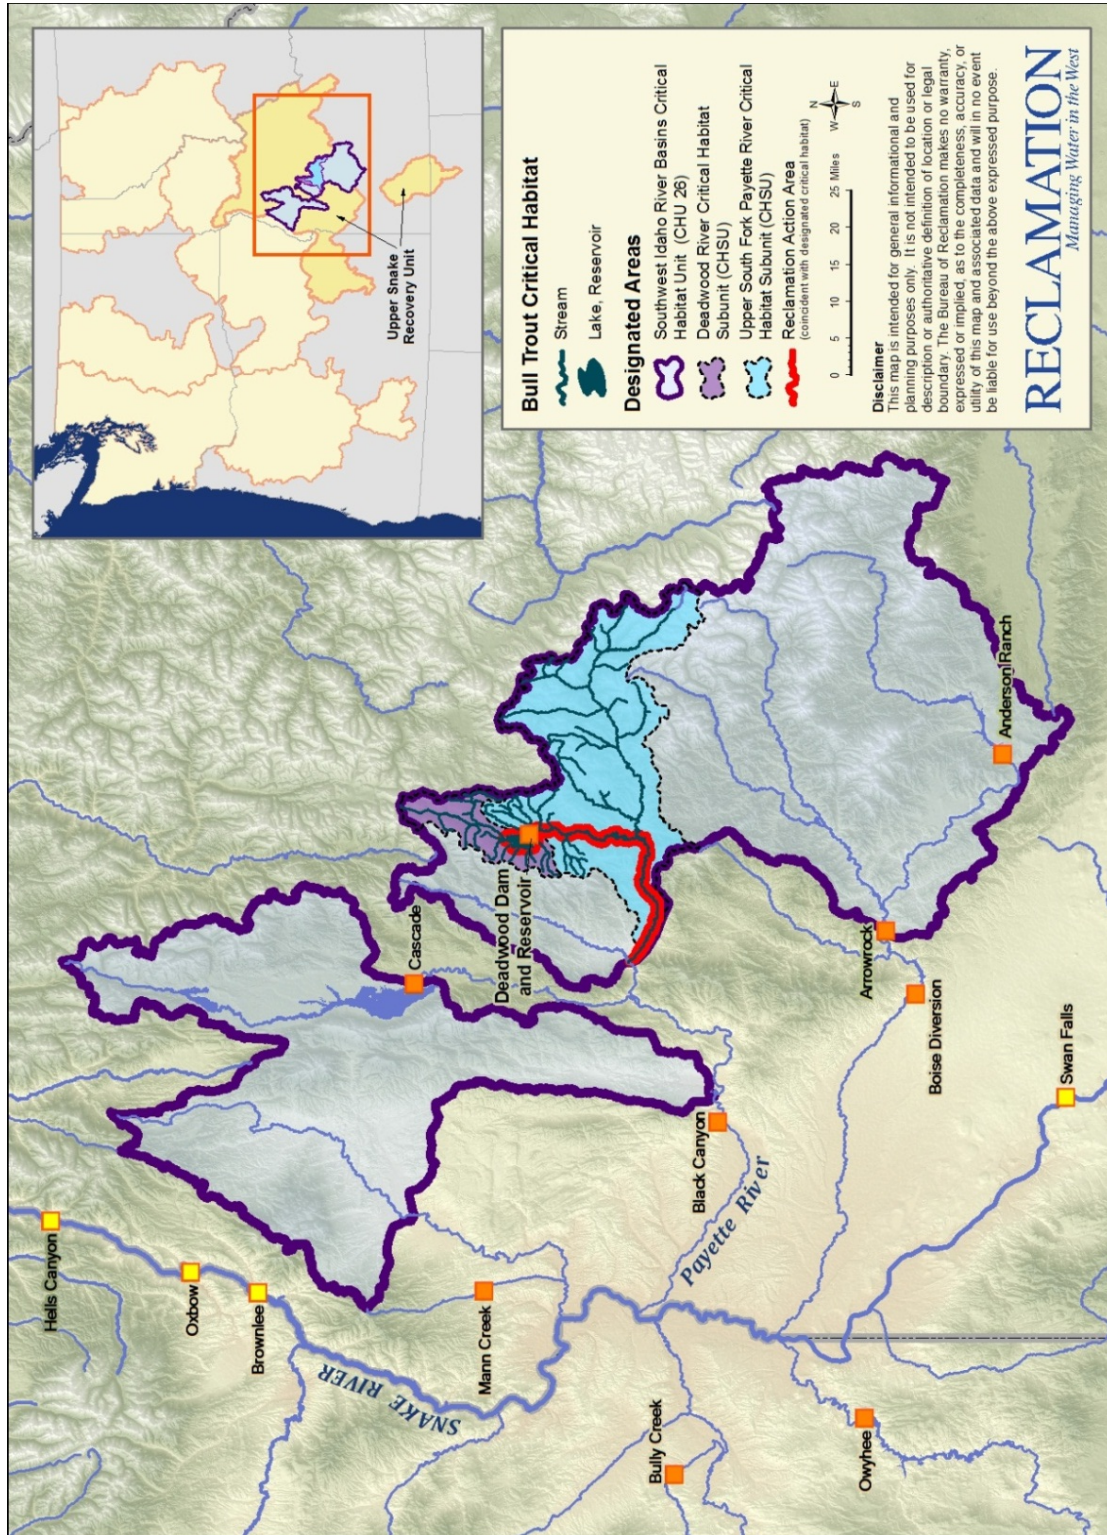 Upper Snake
Recovery Unit
Bull Trout Critical Habitat
Stream
Lake, Reservoir
Designated Areas
Southwest Idaho River Basins Critical
Habitat Unit (CHU 26)
Deadwood River Critical Habitat
Subunit (CHSU)
Upper South Fork Payette River Critical
Habitat Subunit (CHSU)
Reclamation Action Area
(coincident with designated critical habitat)
0 5 10 15 20 25 Miles
N
W E
S
Disclaimer
This map is intended for general informational and
planning purposes only. It is not intended to be used for
description or authoritative definition of location or legal
boundary. The Bureau of Reclamation makes no warranty,
expressed or implied, as to the completeness, accuracy, or
utility of this map and associated data and will in no event
be liable for use beyond the above expressed purpose.
RECLAMATION
Managing Water in the West
Hells Canyon
Oxbow
Brownlee
SNAKE RIVER
Mann Creek
Cascade
Deadwood Dam
and Reservoir
Black Canyon
Payette River
Bully Creek
Owyhee
Arrowrock
Boise Diversion
Anderson Ranch
Swan Falls